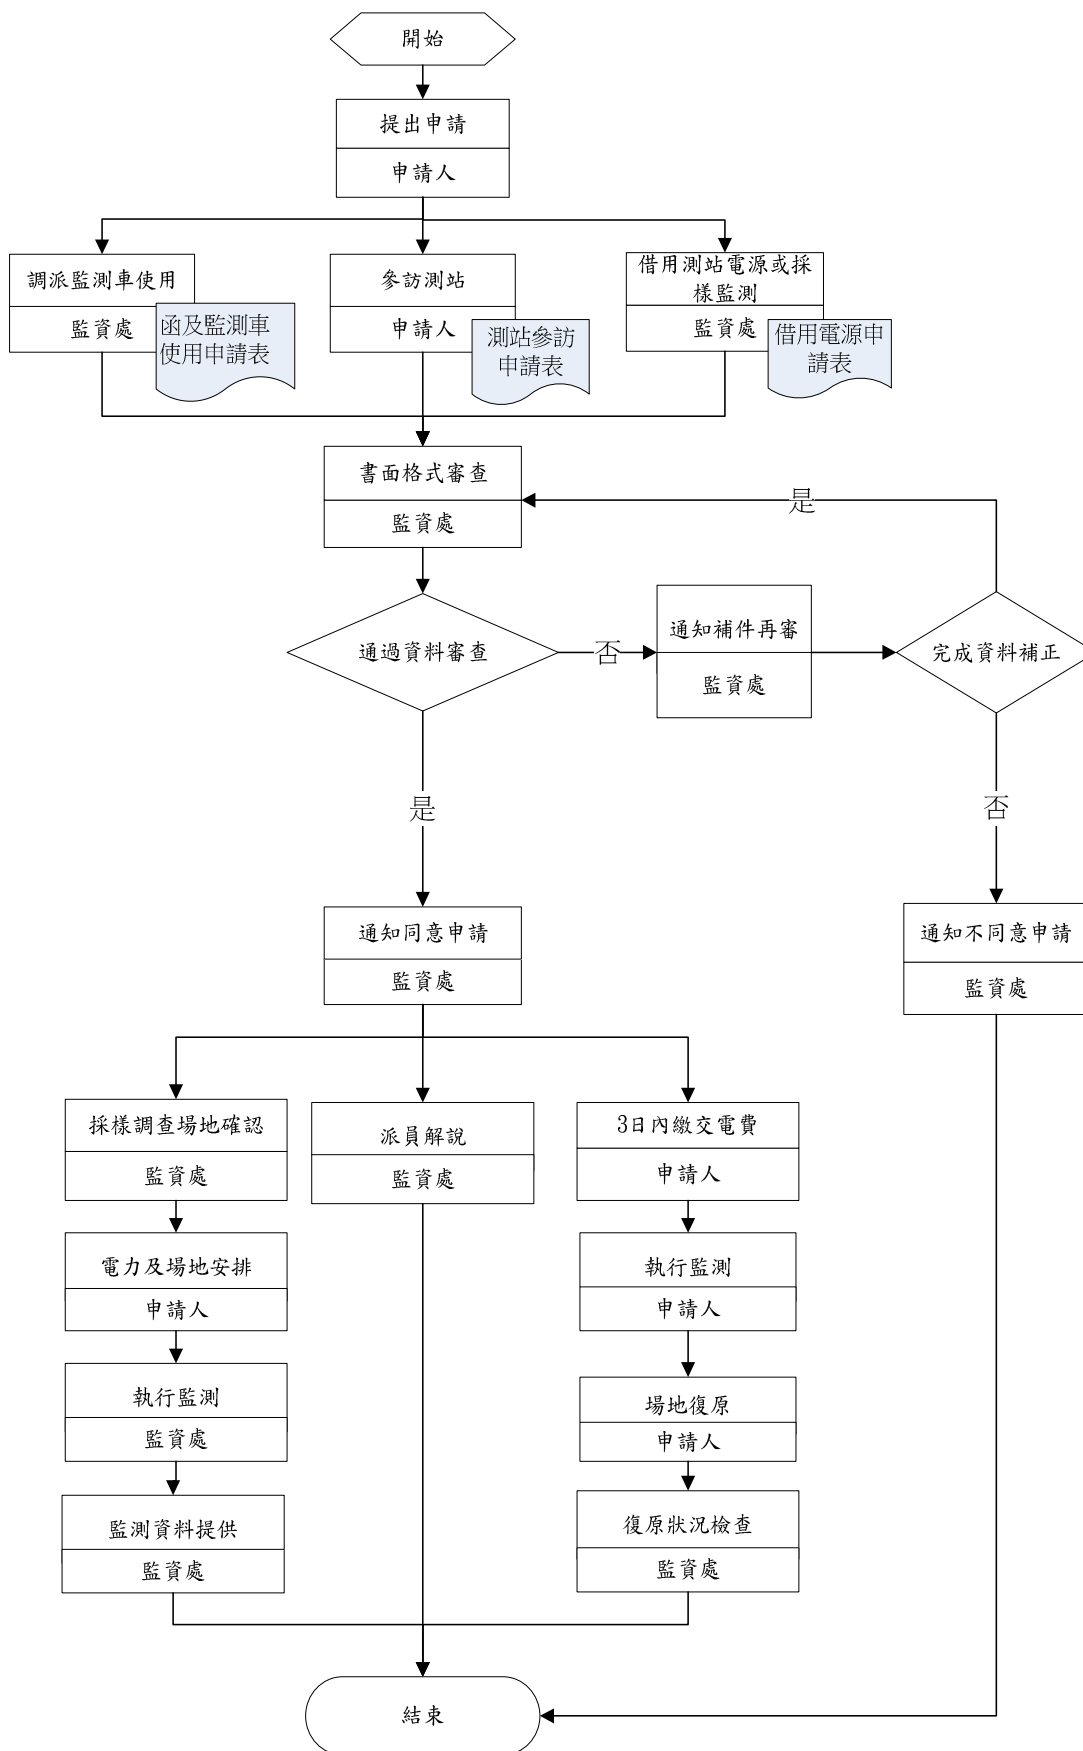 開始
提出申請
申請人
調派監測車使用
監資處
函及監測車
使用申請表
參訪測站
申請人
測站參訪
申請表
借用測站電源或採
樣監測
監資處
借用電源申
請表
書面格式審查
監資處
是
通過資料審查
否
通知補件再審
監資處
完成資料補正
是
否
通知同意申請
監資處
通知不同意申請
監資處
採樣調查場地確認
監資處
派員解說
監資處
3日內繳交電費
申請人
電力及場地安排
申請人
執行監測
申請人
執行監測
監資處
場地復原
申請人
監測資料提供
監資處
復原狀況檢查
監資處
結束